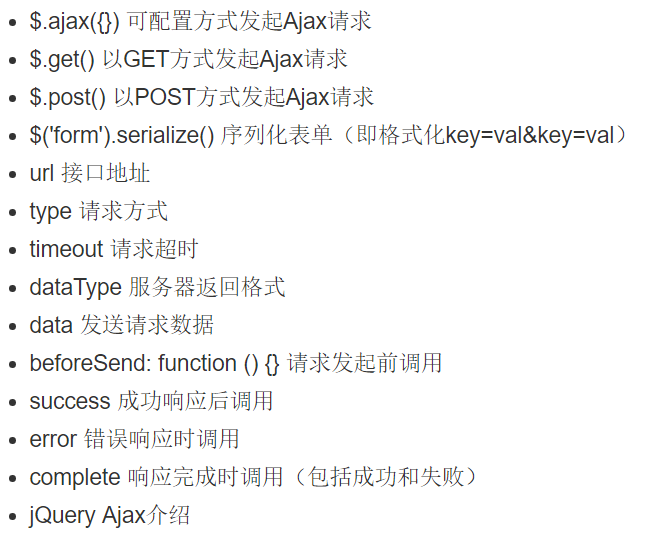 $.ajax({}) 可配置方式发起Ajax请求
$.get() 以GET方式发起Ajax请求
$.post() 以POST方式发起Ajax请求
$('form').serialize() 序列化表单（即格式化key=val&key=val）
url 接口地址
type 请求方式
timeout 请求超时
dataType 服务器返回格式
data 发送请求数据
beforeSend: function () {} 请求发起前调用
success 成功响应后调用
error 错误响应时调用
complete 响应完成时调用（包括成功和失败）
jQuery Ajax介绍